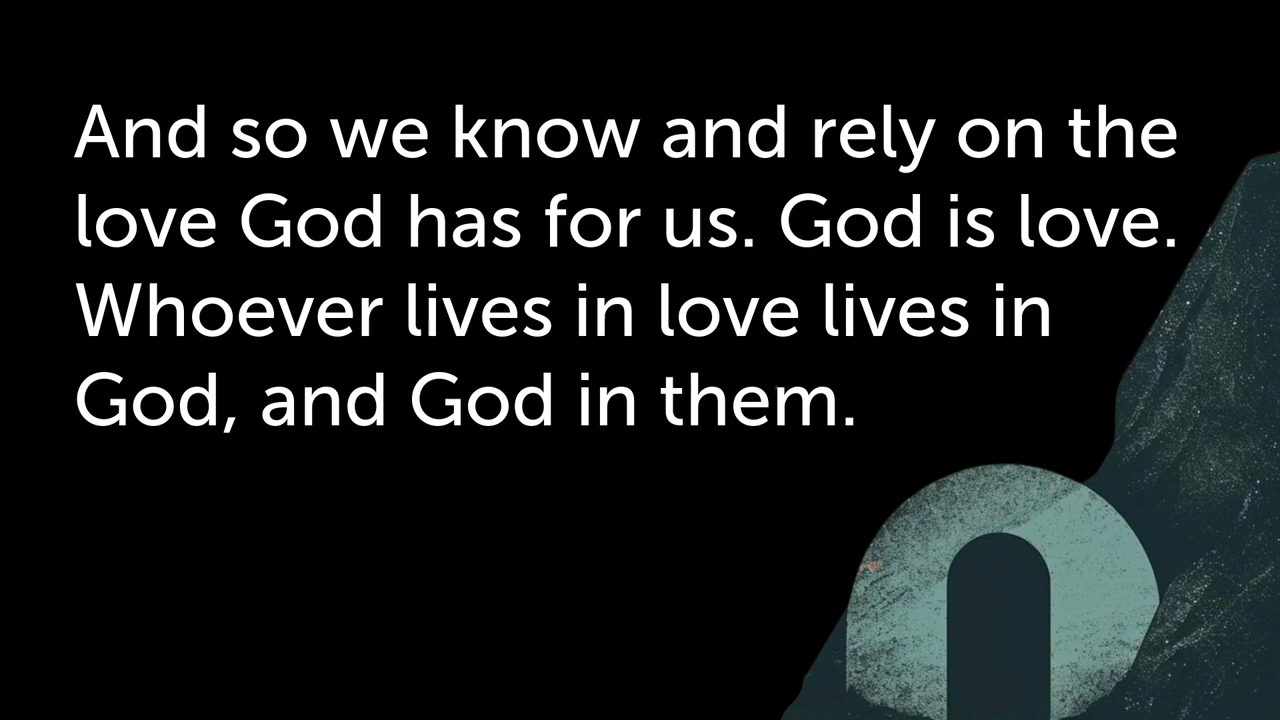 And so we know and rely on the
love God has for us. God is love.
Whoever lives in love lives in
God, and God in them.